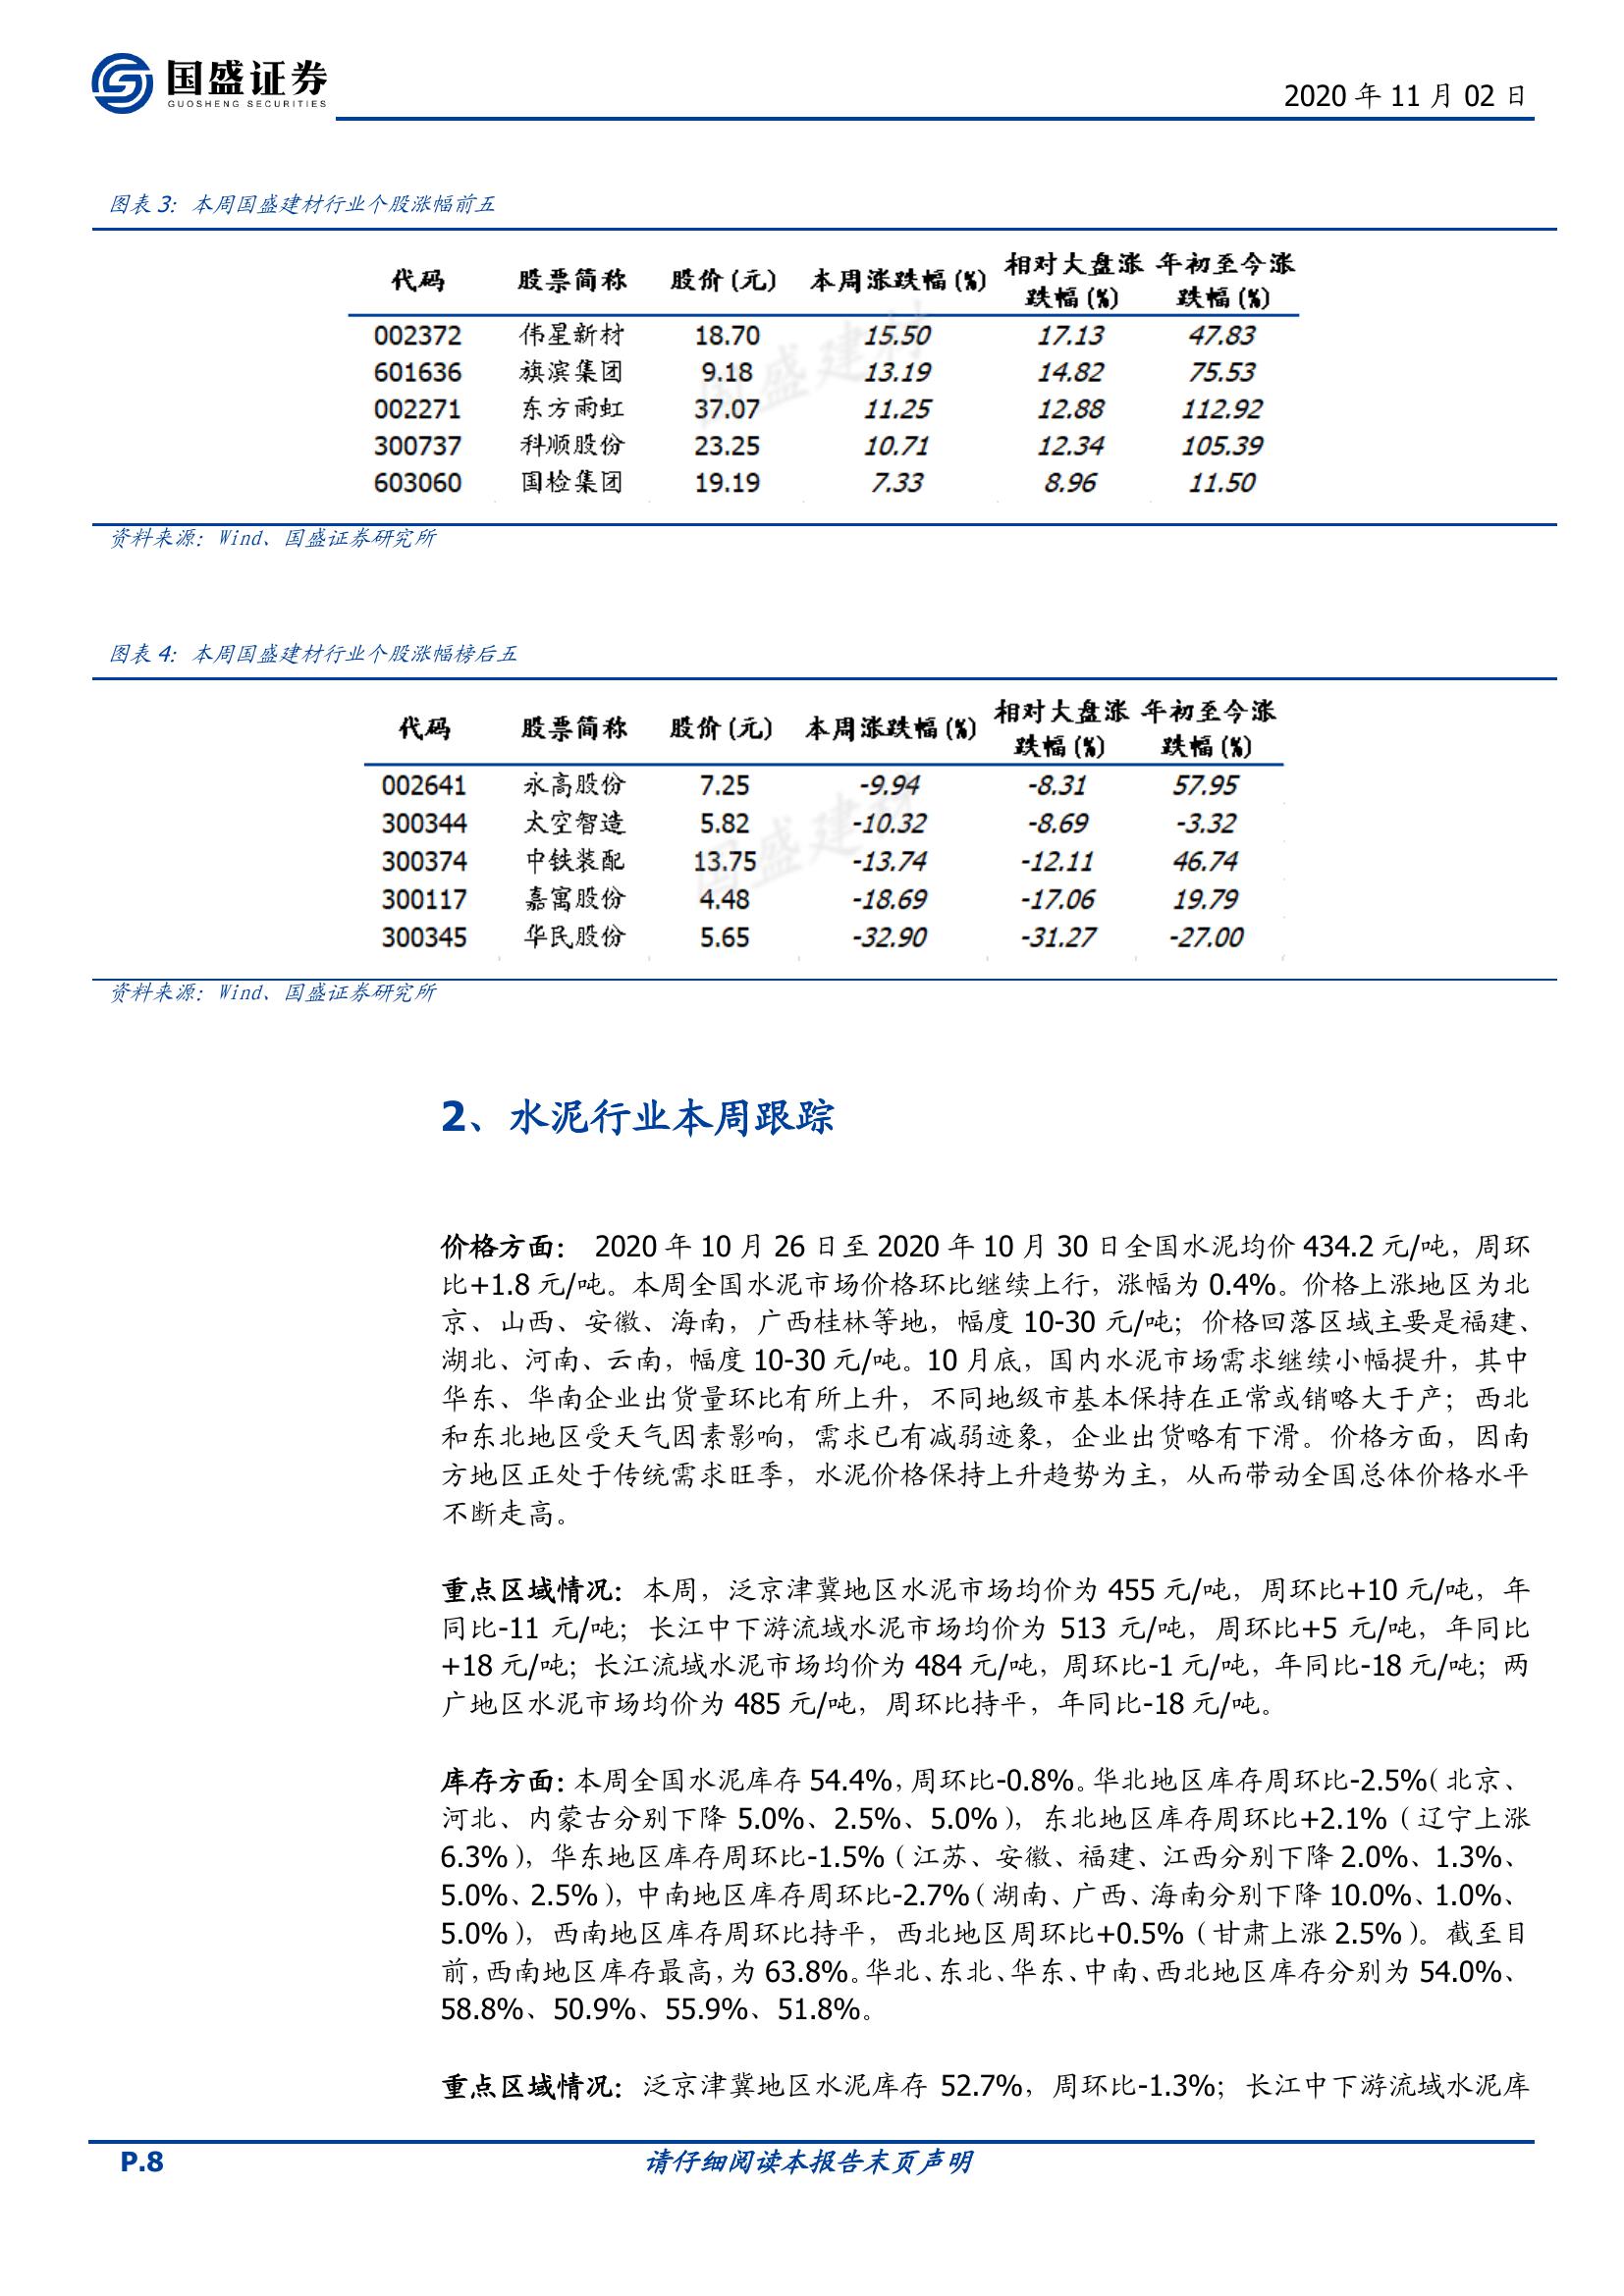 国盛证券
GUOSHENG SECURITIES
2020 年 11 月 02 日
图表 3：本周国盛建材行业个股涨幅前五
代码 股票简称 股价(元) 本周涨跌幅(%) 相对大盘涨跌幅(%) 年初至今涨跌幅(%)
002372 伟星新材 18.70 15.50 17.13 47.83
601636 旗滨集团 9.18 13.19 14.82 75.53
002271 东方雨虹 37.07 11.25 12.88 112.92
300737 科顺股份 23.25 10.71 12.34 105.39
603060 国检集团 19.19 7.33 8.96 11.50
国盛建材
资料来源：Wind、国盛证券研究所
图表 4：本周国盛建材行业个股涨幅榜后五
代码 股票简称 股价(元) 本周涨跌幅(%) 相对大盘涨跌幅(%) 年初至今涨跌幅(%)
002641 永高股份 7.25 -9.94 -8.31 57.95
300344 太空智造 5.82 -10.32 -8.69 -3.32
300374 中铁装配 13.75 -13.74 -12.11 46.74
300117 嘉寓股份 4.48 -18.69 -17.06 19.79
300345 华民股份 5.65 -32.90 -31.27 -27.00
国盛建材
资料来源：Wind、国盛证券研究所
2、水泥行业本周跟踪
价格方面： 2020 年 10 月 26 日至 2020 年 10 月 30 日全国水泥均价 434.2 元/吨，周环
比+1.8 元/吨。本周全国水泥市场价格环比继续上行，涨幅为 0.4%。价格上涨地区为北
京、山西、安徽、海南，广西桂林等地，幅度 10-30 元/吨；价格回落区域主要是福建、
湖北、河南、云南，幅度 10-30 元/吨。10 月底，国内水泥市场需求继续小幅提升，其中
华东、华南企业出货量环比有所上升，不同地级市基本保持在正常或销略大于产；西北
和东北地区受天气因素影响，需求已有减弱迹象，企业出货略有下滑。价格方面，因南
方地区正处于传统需求旺季，水泥价格保持上升趋势为主，从而带动全国总体价格水平
不断走高。
重点区域情况：本周，泛京津冀地区水泥市场均价为 455 元/吨，周环比+10 元/吨，年
同比-11 元/吨；长江中下游流域水泥市场均价为 513 元/吨，周环比+5 元/吨，年同比
+18 元/吨；长江流域水泥市场均价为 484 元/吨，周环比-1 元/吨，年同比-18 元/吨；两
广地区水泥市场均价为 485 元/吨，周环比持平，年同比-18 元/吨。
库存方面：本周全国水泥库存 54.4%，周环比-0.8%。华北地区库存周环比-2.5%（北京、
河北、内蒙古分别下降 5.0%、2.5%、5.0%），东北地区库存周环比+2.1%（辽宁上涨
6.3%），华东地区库存周环比-1.5%（江苏、安徽、福建、江西分别下降 2.0%、1.3%、
5.0%、2.5%），中南地区库存周环比-2.7%（湖南、广西、海南分别下降 10.0%、1.0%、
5.0%），西南地区库存周环比持平，西北地区周环比+0.5%（甘肃上涨 2.5%）。截至目
前，西南地区库存最高，为 63.8%。华北、东北、华东、中南、西北地区库存分别为 54.0%、
58.8%、50.9%、55.9%、51.8%。
重点区域情况：泛京津冀地区水泥库存 52.7%，周环比-1.3%；长江中下游流域水泥库
P.8
请仔细阅读本报告末页声明